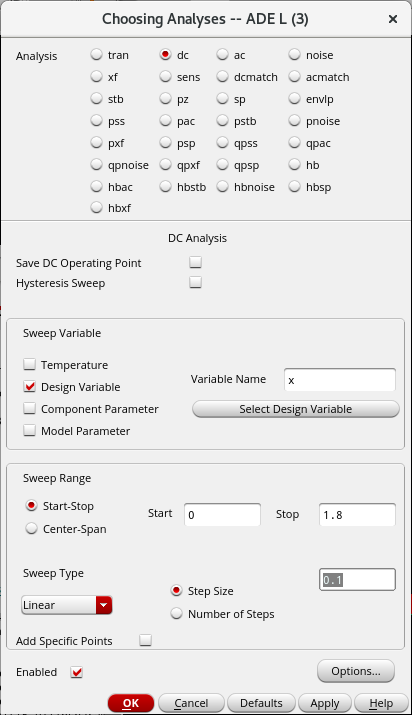 Choosing Analyses -- ADE L (3)
Analysis tran dc ac noise
xf sens dcmatch acmatch
stb pz sp envlp
pss pac pstb pnoise
pxf psp qpss qpac
qpnoise qpxf qpsp hb
hbac hbstb hbnoise hbsp
hbxf
DC Analysis
Save DC Operating Point
Hysteresis Sweep
Sweep Variable
Temperature
Design Variable Variable Name x
Component Parameter Select Design Variable
Model Parameter
Sweep Range
Start-Stop Start 0 Stop 1.8
Center-Span
Sweep Type 0.1
Linear Step Size
Number of Steps
Add Specific Points
Enabled Options...
OK Cancel Defaults Apply Help